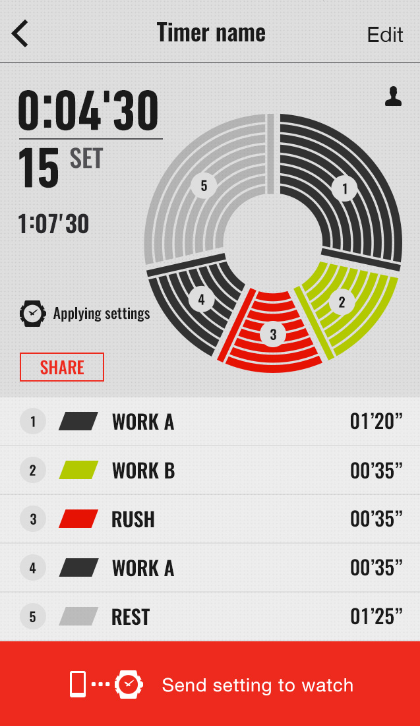 Timer name
Edit
0:04'30
15 SET
1:07'30
Applying settings
SHARE
5
1
4
2
3
1 WORK A 01’20”
2 WORK B 00’35”
3 RUSH 00’35”
4 WORK A 00’35”
5 REST 01’25”
Send setting to watch